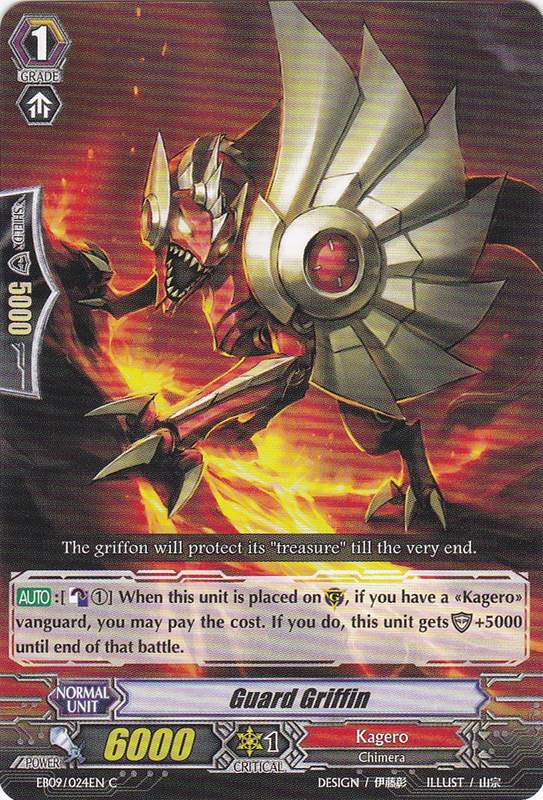 1
GRADE
SHIELD
5000
The griffon will protect its "treasure" till the very end.
AUTO :[ ①] When this unit is placed on G, if you have a «Kagero»
vanguard, you may pay the cost. If you do, this unit gets +5000
until end of that battle.
NORMAL
UNIT
Guard Griffin
POWER
6000
1
CRITICAL
Kagero
Chimera
EB09/024EN C
DESIGN / 伊藤彰
ILLUST / 山宗